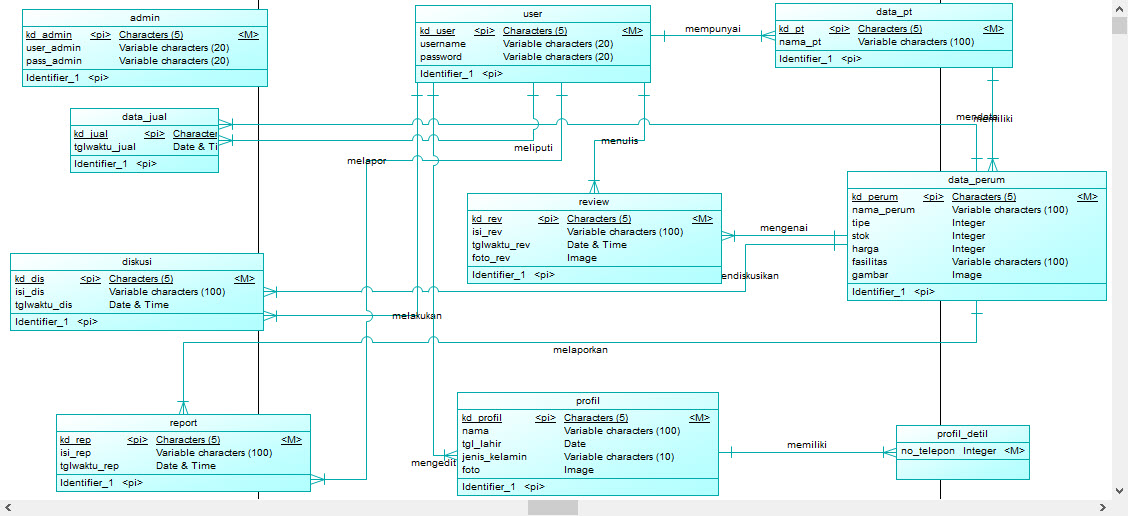 admin
kd_admin <pi> Characters (5) <M>
user_admin Variable characters (20)
pass_admin Variable characters (20)
Identifier_1 <pi>
user
kd_user <pi> Characters (5) <M>
username Variable characters (20)
password Variable characters (20)
Identifier_1 <pi>
mempunyai
data_pt
kd_pt <pi> Characters (5) <M>
nama_pt Variable characters (100)
Identifier_1 <pi>
data_jual
kd_jual <pi> Character
tglwaktu_jual Date & Ti
Identifier_1 <pi>
melapor
meliputi
menulis
memiliki
review
kd_rev <pi> Characters (5) <M>
isi_rev Variable characters (100)
tglwaktu_rev Date & Time
foto_rev Image
Identifier_1 <pi>
mengenai
endiskusikan
data_perum
kd_perum <pi> Characters (5) <M>
nama_perum Variable characters (100)
tipe Integer
stok Integer
harga Integer
fasilitas Variable characters (100)
gambar Image
Identifier_1 <pi>
diskusi
kd_dis <pi> Characters (5) <M>
isi_dis Variable characters (100)
tglwaktu_dis Date & Time
Identifier_1 <pi>
melakukan
melaporkan
report
kd_rep <pi> Characters (5) <M>
isi_rep Variable characters (100)
tglwaktu_rep Date & Time
Identifier_1 <pi>
mengedit
profil
kd_profil <pi> Characters (5) <M>
nama Variable characters (100)
tgl_lahir Date
jenis_kelamin Variable characters (10)
foto Image
Identifier_1 <pi>
memiliki
profil_detil
no_telepon Integer <M>